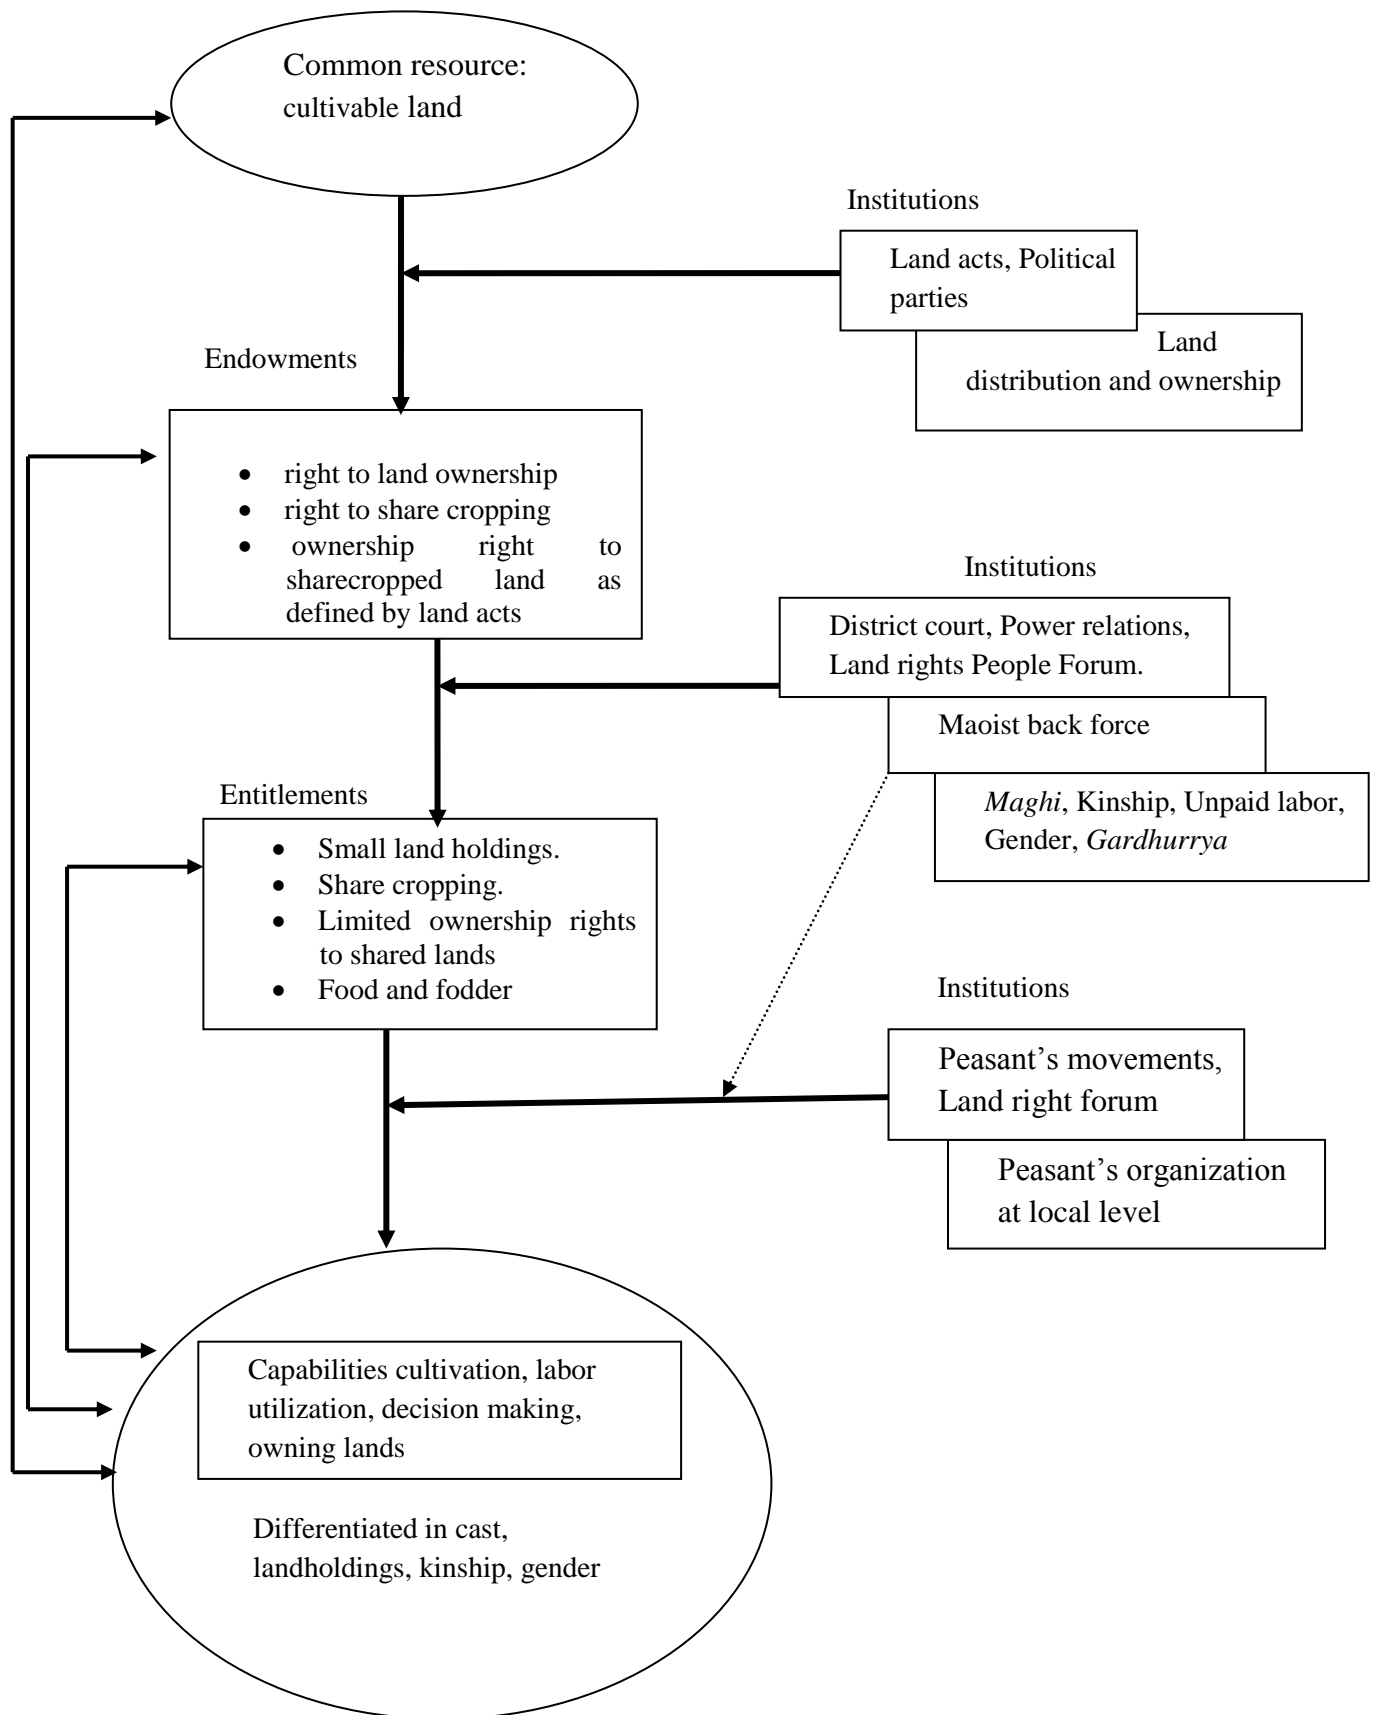 Common resource:
cultivable land
Institutions
Land acts, Political
parties
Land
distribution and ownership
Endowments
• right to land ownership
• right to share cropping
• ownership right to
sharecropped land as
defined by land acts
Institutions
District court, Power relations,
Land rights People Forum.
Maoist back force
Maghi, Kinship, Unpaid labor,
Gender, Gardhurrya
Entitlements
• Small land holdings.
• Share cropping.
• Limited ownership rights
to shared lands
• Food and fodder
Institutions
Peasant’s movements,
Land right forum
Peasant’s organization
at local level
Capabilities cultivation, labor
utilization, decision making,
owning lands
Differentiated in cast,
landholdings, kinship, gender